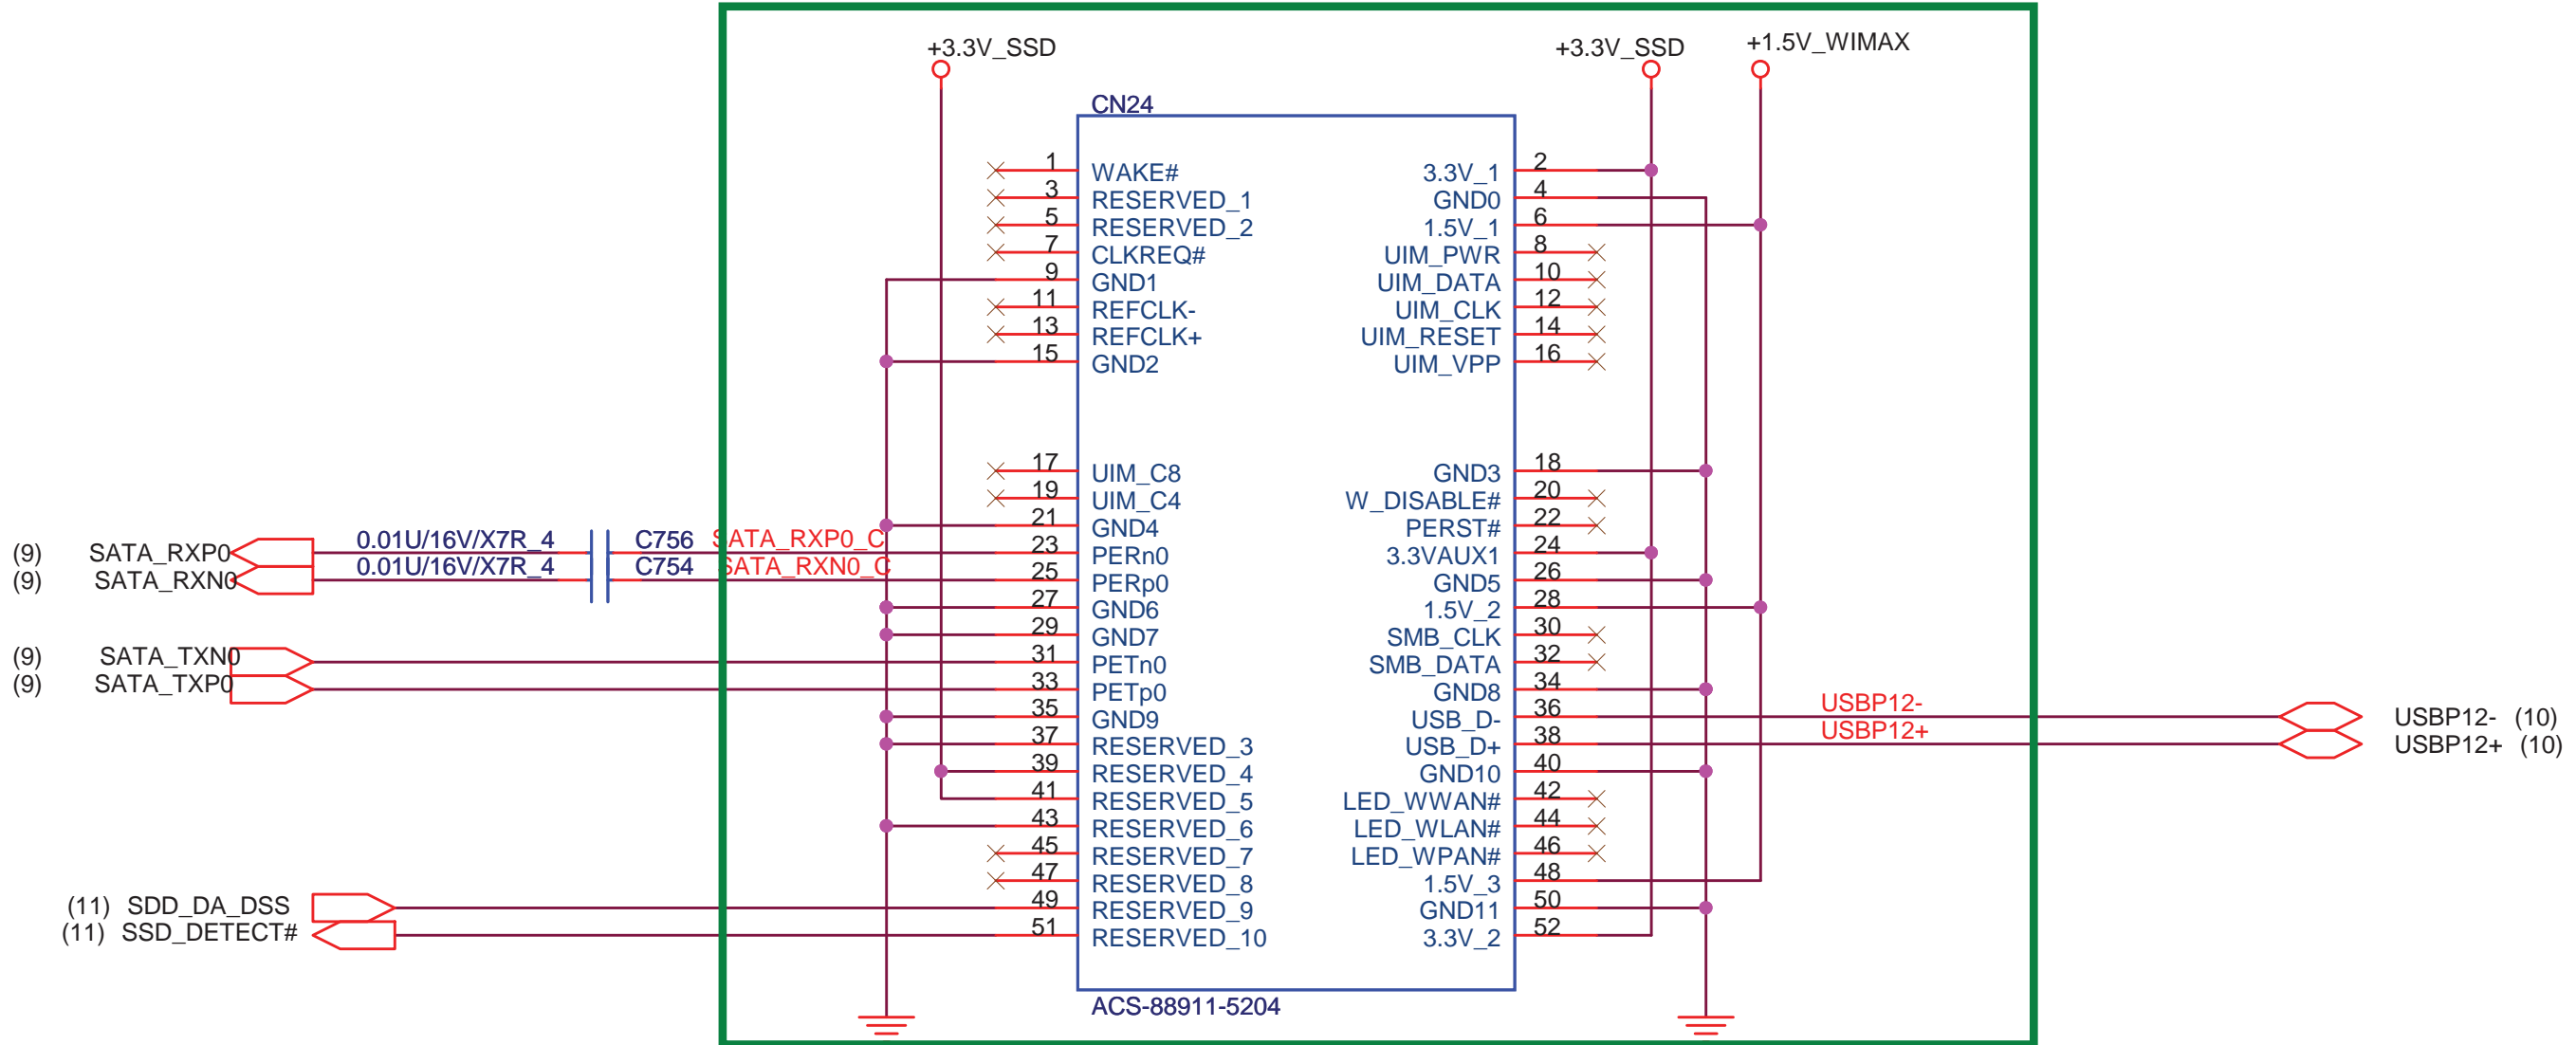 +3.3V_SSD +3.3V_SSD +1.5V_WIMAX
CN24
1 WAKE# 3.3V_1 2
3 RESERVED_1 GND0 4
5 RESERVED_2 1.5V_1 6
7 CLKREQ# UIM_PWR 8
9 GND1 UIM_DATA 10
11 REFCLK- UIM_CLK 12
13 REFCLK+ UIM_RESET 14
15 GND2 UIM_VPP 16
17 UIM_C8 GND3 18
19 UIM_C4 W_DISABLE# 20
21 GND4 PERST# 22
(9) SATA_RXP0 0.01U/16V/X7R_4 C756 SATA_RXP0_C 23 PERn0 3.3VAUX1 24
(9) SATA_RXN0 0.01U/16V/X7R_4 C754 SATA_RXN0_C 25 PERp0 GND5 26
27 GND6 1.5V_2 28
29 GND7 SMB_CLK 30
(9) SATA_TXN0 31 PETn0 SMB_DATA 32
(9) SATA_TXP0 33 PETp0 GND8 34
35 GND9 USB_D- 36 USBP12- USBP12- (10)
37 RESERVED_3 USB_D+ 38 USBP12+ USBP12+ (10)
39 RESERVED_4 GND10 40
41 RESERVED_5 LED_WWAN# 42
43 RESERVED_6 LED_WLAN# 44
45 RESERVED_7 LED_WPAN# 46
47 RESERVED_8 1.5V_3 48
(11) SDD_DA_DSS 49 RESERVED_9 GND11 50
(11) SSD_DETECT# 51 RESERVED_10 3.3V_2 52
ACS-88911-5204